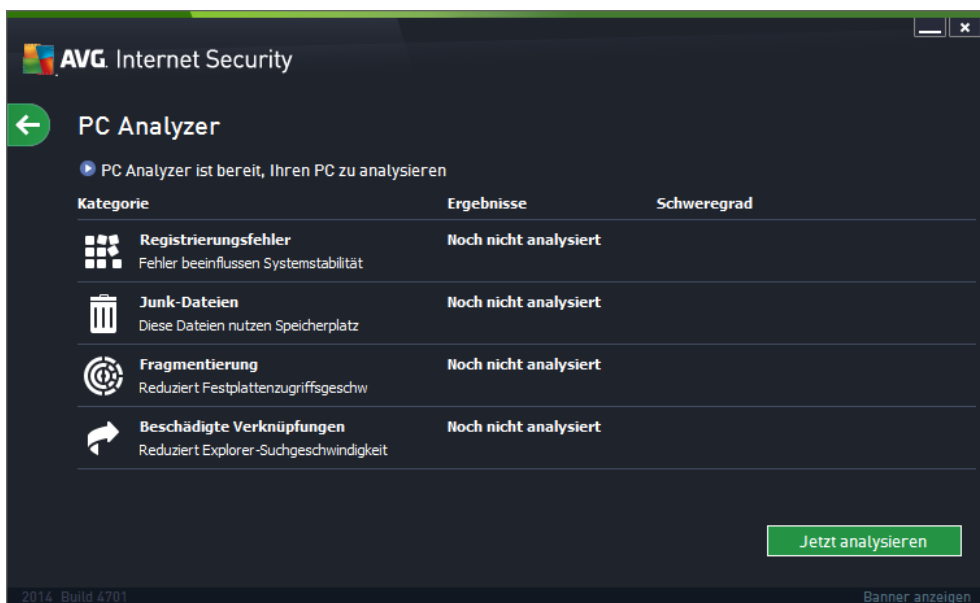 AVG. Internet Security
PC Analyzer
PC Analyzer ist bereit, Ihren PC zu analysieren
Kategorie Ergebnisse Schweregrad
Registrierungsfehler Noch nicht analysiert
Fehler beeinflussen Systemstabilität
Junk-Dateien Noch nicht analysiert
Diese Dateien nutzen Speicherplatz
Fragmentierung Noch nicht analysiert
Reduziert Festplattenzugriffsgeschw
Beschädigte Verknüpfungen Noch nicht analysiert
Reduziert Explorer-Suchgeschwindigkeit
Jetzt analysieren
2014 Build 4701 Banner anzeigen